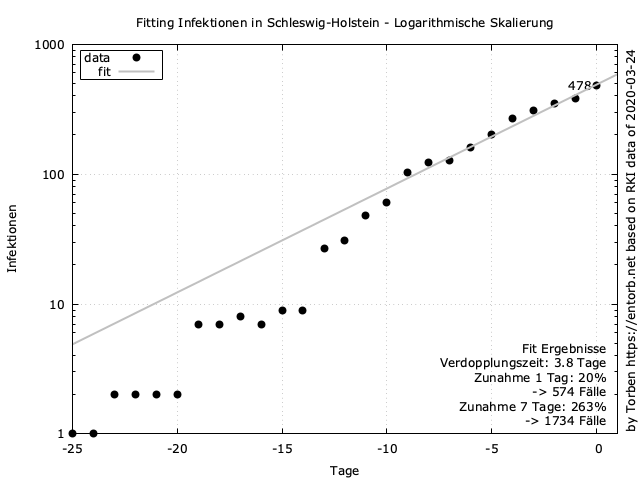 Fitting Infektionen in Schleswig-Holstein - Logarithmische Skalierung
data
fit
1000
100
10
1
Infektionen
-25
-20
-15
-10
-5
0
Tage
478
Fit Ergebnisse
Verdopplungszeit: 3.8 Tage
Zunahme 1 Tag: 20%
-> 574 Fälle
Zunahme 7 Tage: 263%
-> 1734 Fälle
by Torben https://entorb.net based on RKI data of 2020-03-24